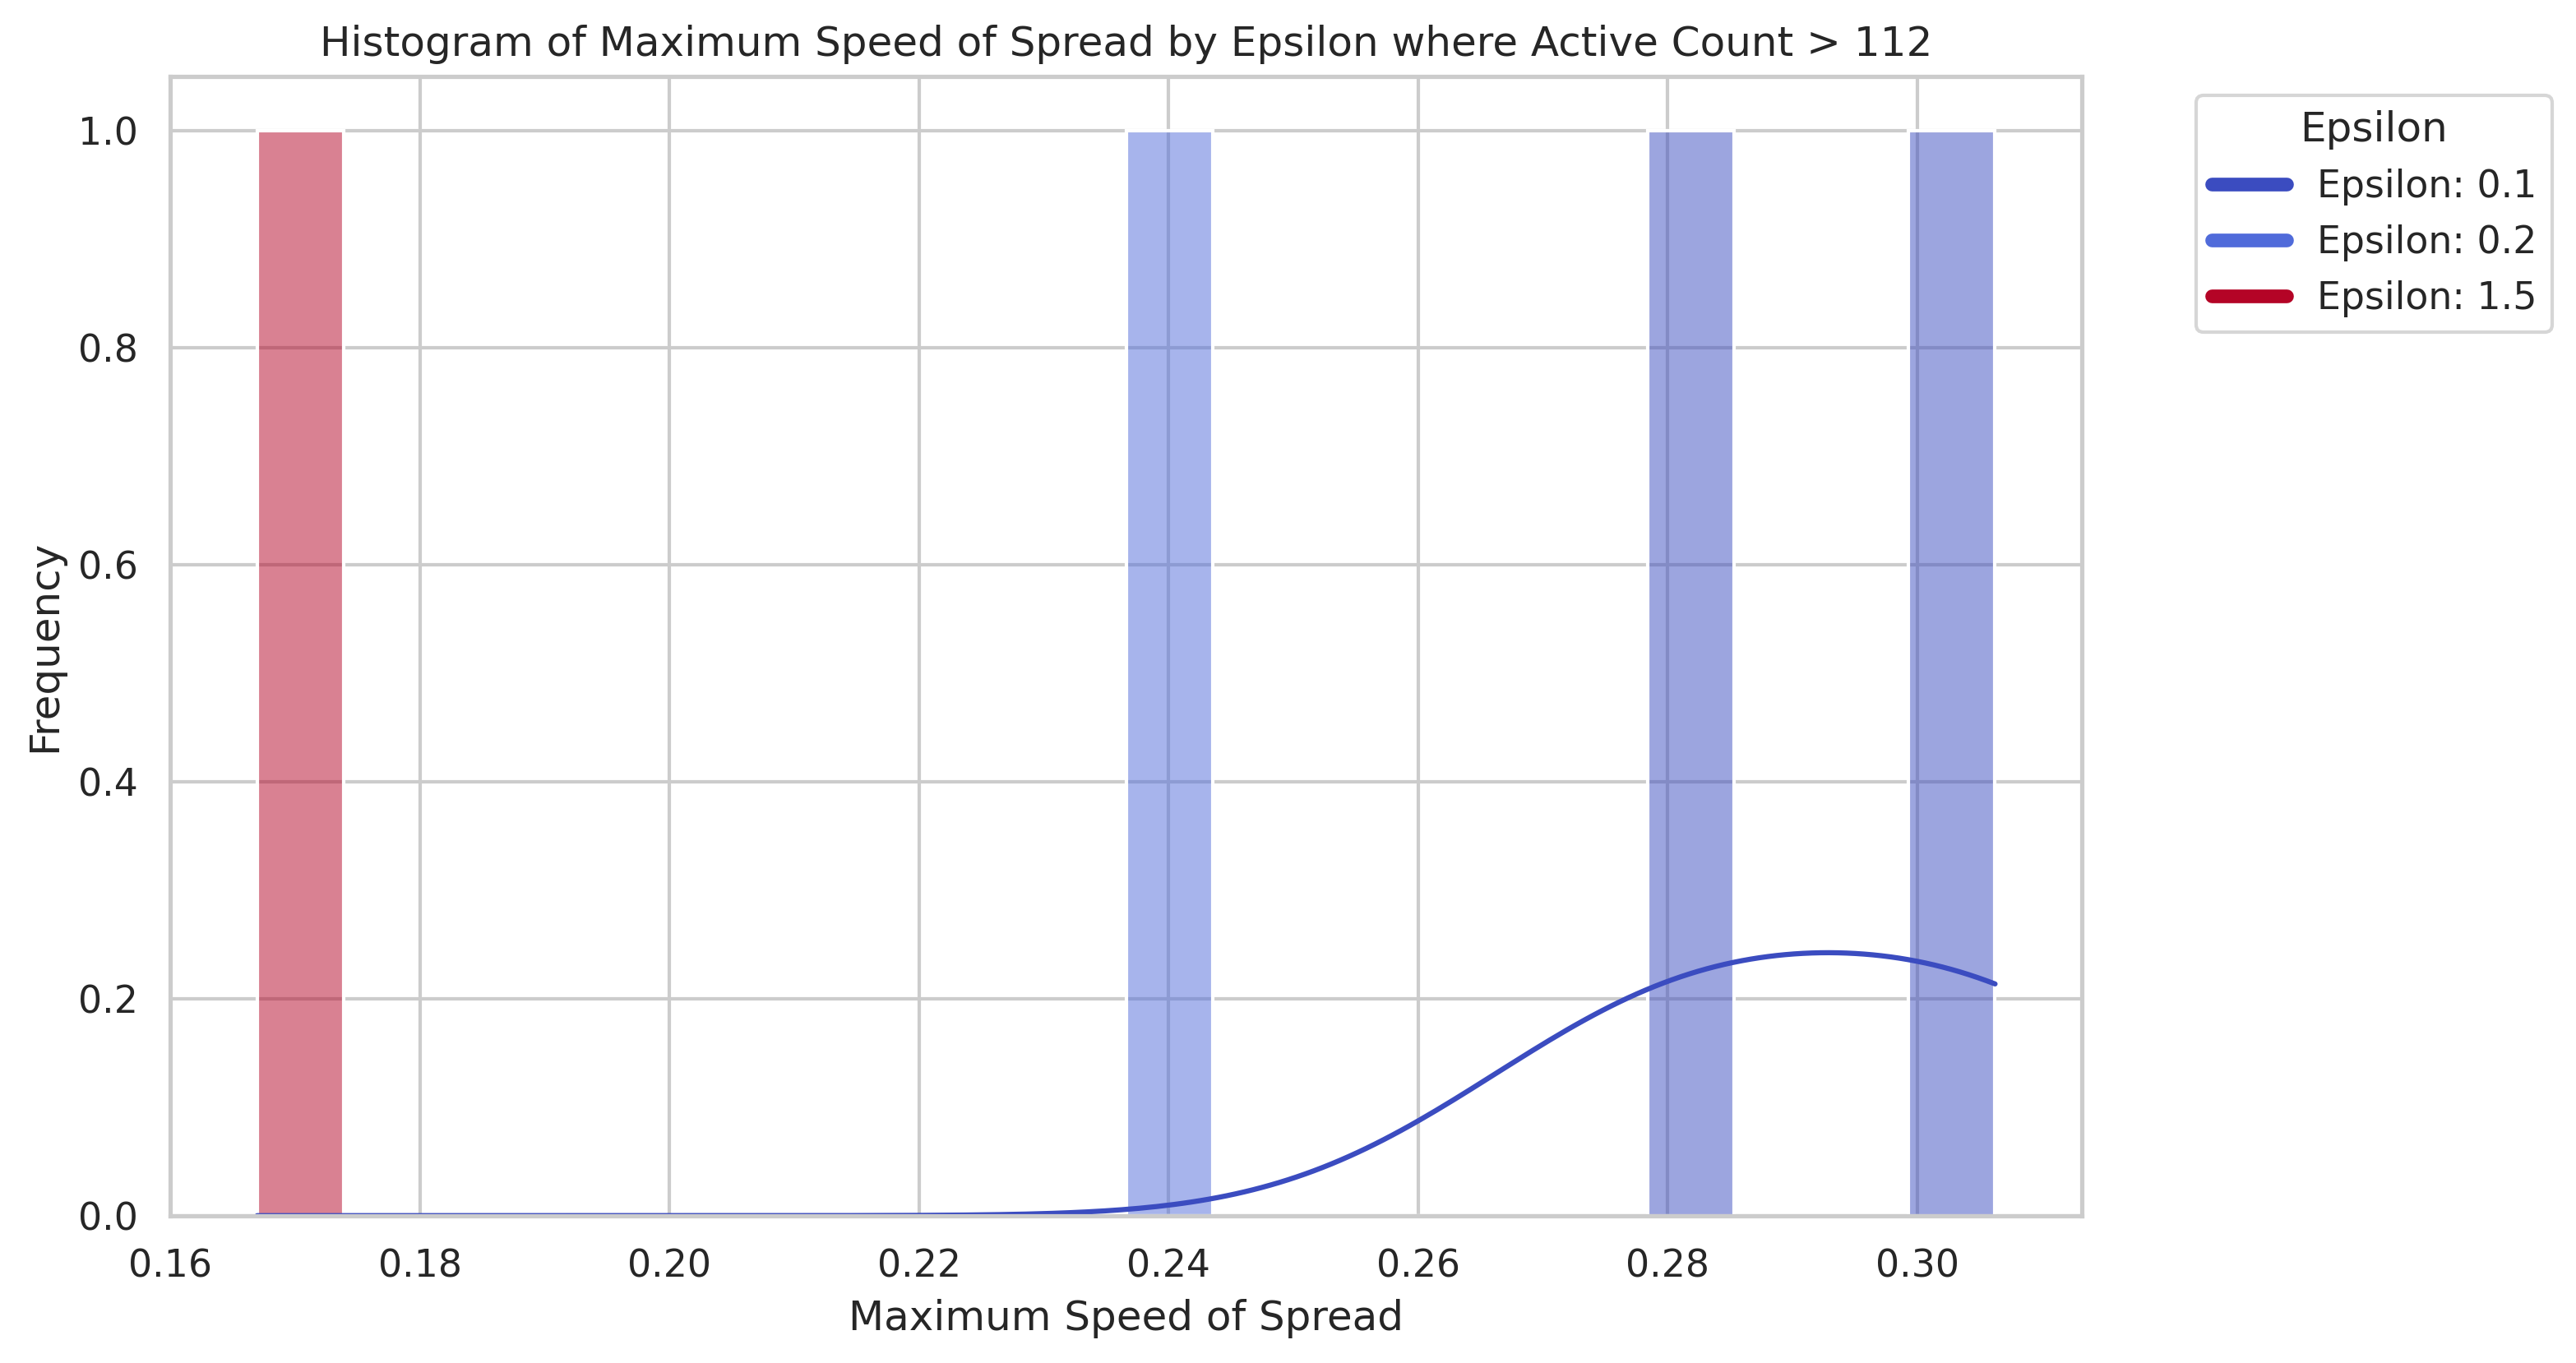 Histogram of Maximum Speed of Spread by Epsilon where Active Count > 112
Epsilon
Epsilon: 0.1
Epsilon: 0.2
Epsilon: 1.5
Frequency
1.0
0.8
0.6
0.4
0.2
0.0
0.16 0.18 0.20 0.22 0.24 0.26 0.28 0.30
Maximum Speed of Spread